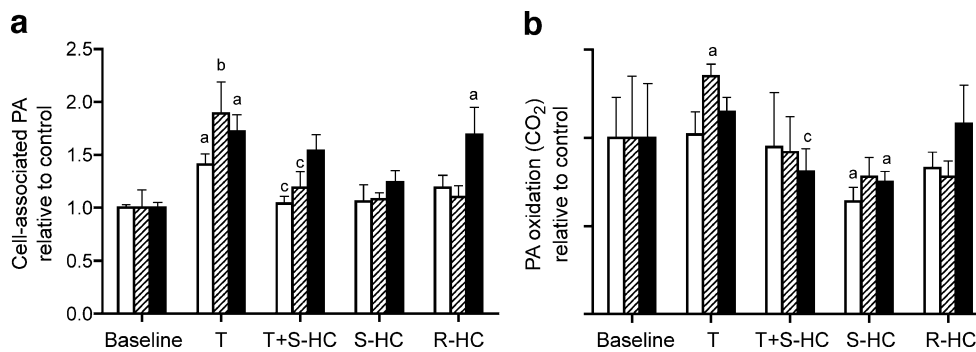 a
Cell-associated PA
relative to control
2.5
2.0
1.5
1.0
0.5
0.0
a
b
a
c
c
a
Baseline
T
T+S-HC
S-HC
R-HC
b
PA oxidation (CO₂)
relative to control
a
c
a
a
Baseline
T
T+S-HC
S-HC
R-HC